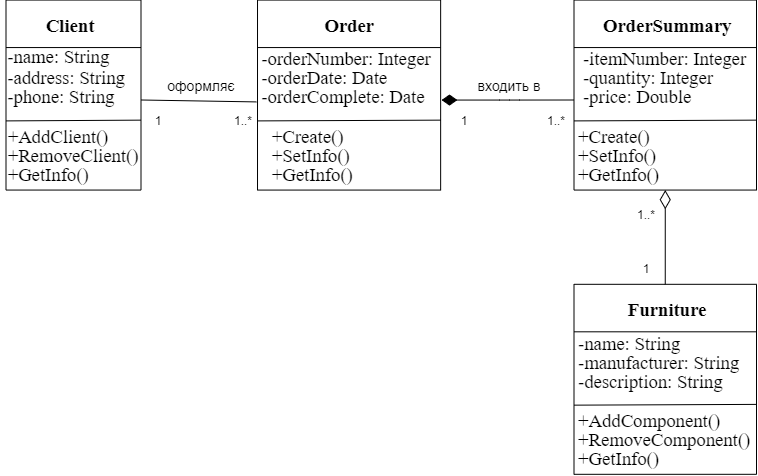 Client
-name: String
-address: String
-phone: String
+AddClient()
+RemoveClient()
+GetInfo()
оформляє
1
1..*
Order
-orderNumber: Integer
-orderDate: Date
-orderComplete: Date
+Create()
+SetInfo()
+GetInfo()
входить в
1
1..*
OrderSummary
-itemNumber: Integer
-quantity: Integer
-price: Double
+Create()
+SetInfo()
+GetInfo()
1..*
1
Furniture
-name: String
-manufacturer: String
-description: String
+AddComponent()
+RemoveComponent()
+GetInfo()